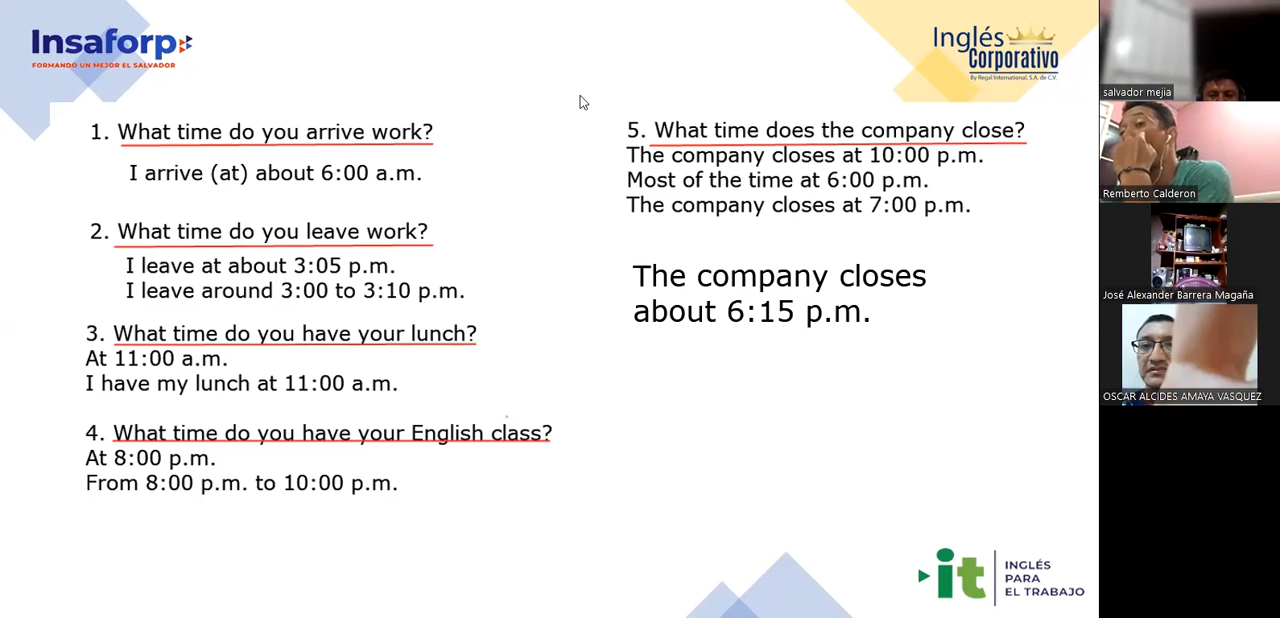 Insaforp
FORMANDO UN MEJOR EL SALVADOR
Inglés
Corporativo
By Regal International, S.A. de C.V.
1. What time do you arrive work?
I arrive (at) about 6:00 a.m.
2. What time do you leave work?
I leave at about 3:05 p.m.
I leave around 3:00 to 3:10 p.m.
3. What time do you have your lunch?
At 11:00 a.m.
I have my lunch at 11:00 a.m.
4. What time do you have your English class?
At 8:00 p.m.
From 8:00 p.m. to 10:00 p.m.
5. What time does the company close?
The company closes at 10:00 p.m.
Most of the time at 6:00 p.m.
The company closes at 7:00 p.m.
The company closes
about 6:15 p.m.
it
INGLÉS
PARA
EL TRABAJO
salvador mejia
Remberto Calderon
José Alexander Barrera Magaña
OSCAR ALCIDES AMAYA VASQUEZ